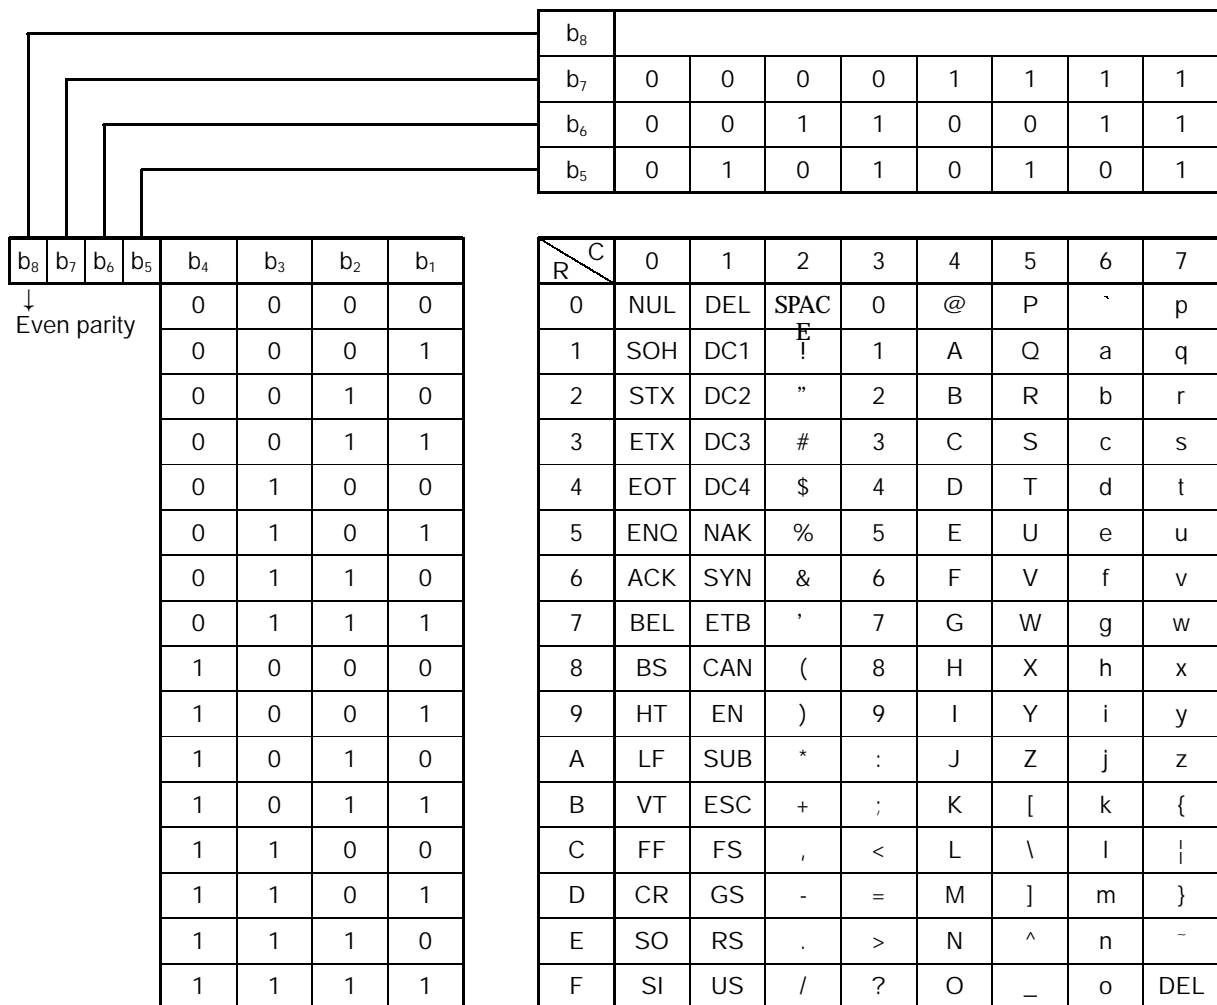 b₈
b₇ 0 0 0 0 1 1 1 1
b₆ 0 0 1 1 0 0 1 1
b₅ 0 1 0 1 0 1 0 1
b₈ b₇ b₆ b₅ b₄ b₃ b₂ b₁ R C 0 1 2 3 4 5 6 7
↓ Even parity
0 0 0 0 0 NUL DEL SPACE 0 @ P ` p
0 0 0 1 1 SOH DC1 ! 1 A Q a q
0 0 1 0 2 STX DC2 ” 2 B R b r
0 0 1 1 3 ETX DC3 # 3 C S c s
0 1 0 0 4 EOT DC4 $ 4 D T d t
0 1 0 1 5 ENQ NAK % 5 E U e u
0 1 1 0 6 ACK SYN & 6 F V f v
0 1 1 1 7 BEL ETB ’ 7 G W g w
1 0 0 0 8 BS CAN ( 8 H X h x
1 0 0 1 9 HT EN ) 9 I Y i y
1 0 1 0 A LF SUB * : J Z j z
1 0 1 1 B VT ESC + ; K [ k {
1 1 0 0 C FF FS , < L \ l ¦
1 1 0 1 D CR GS - = M ] m }
1 1 1 0 E SO RS . > N ^ n ~
1 1 1 1 F SI US / ? O _ o DEL